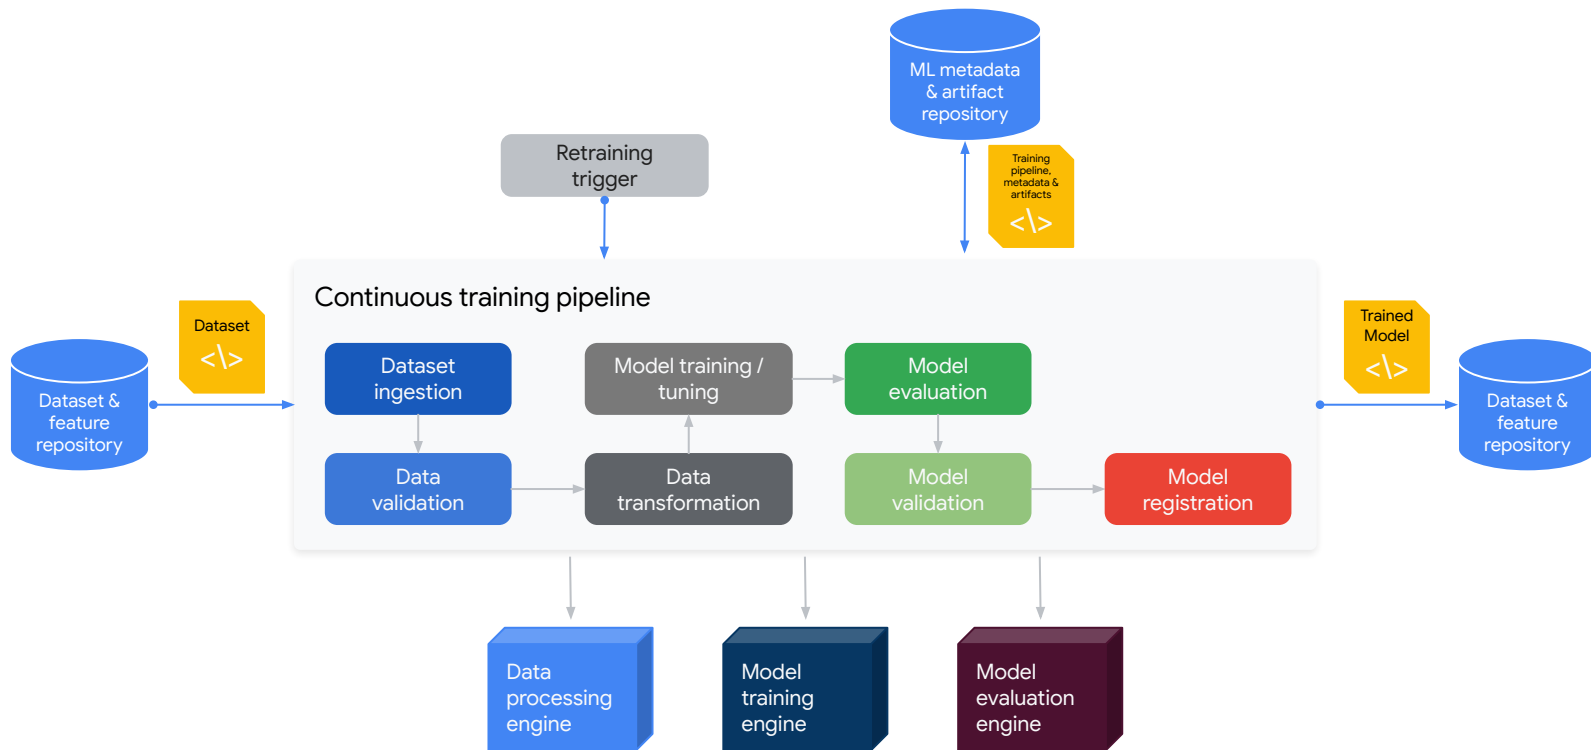 ML metadata
& artifact
repository
Retraining
trigger
Training
pipeline,
metadata &
artifacts
</>
Continuous training pipeline
Dataset
</>
Trained
Model
</>
Dataset &
feature
repository
Dataset
ingestion
Model training /
tuning
Model
evaluation
Dataset &
feature
repository
Data
validation
Data
transformation
Model
validation
Model
registration
Data
processing
engine
Model
training
engine
Model
evaluation
engine